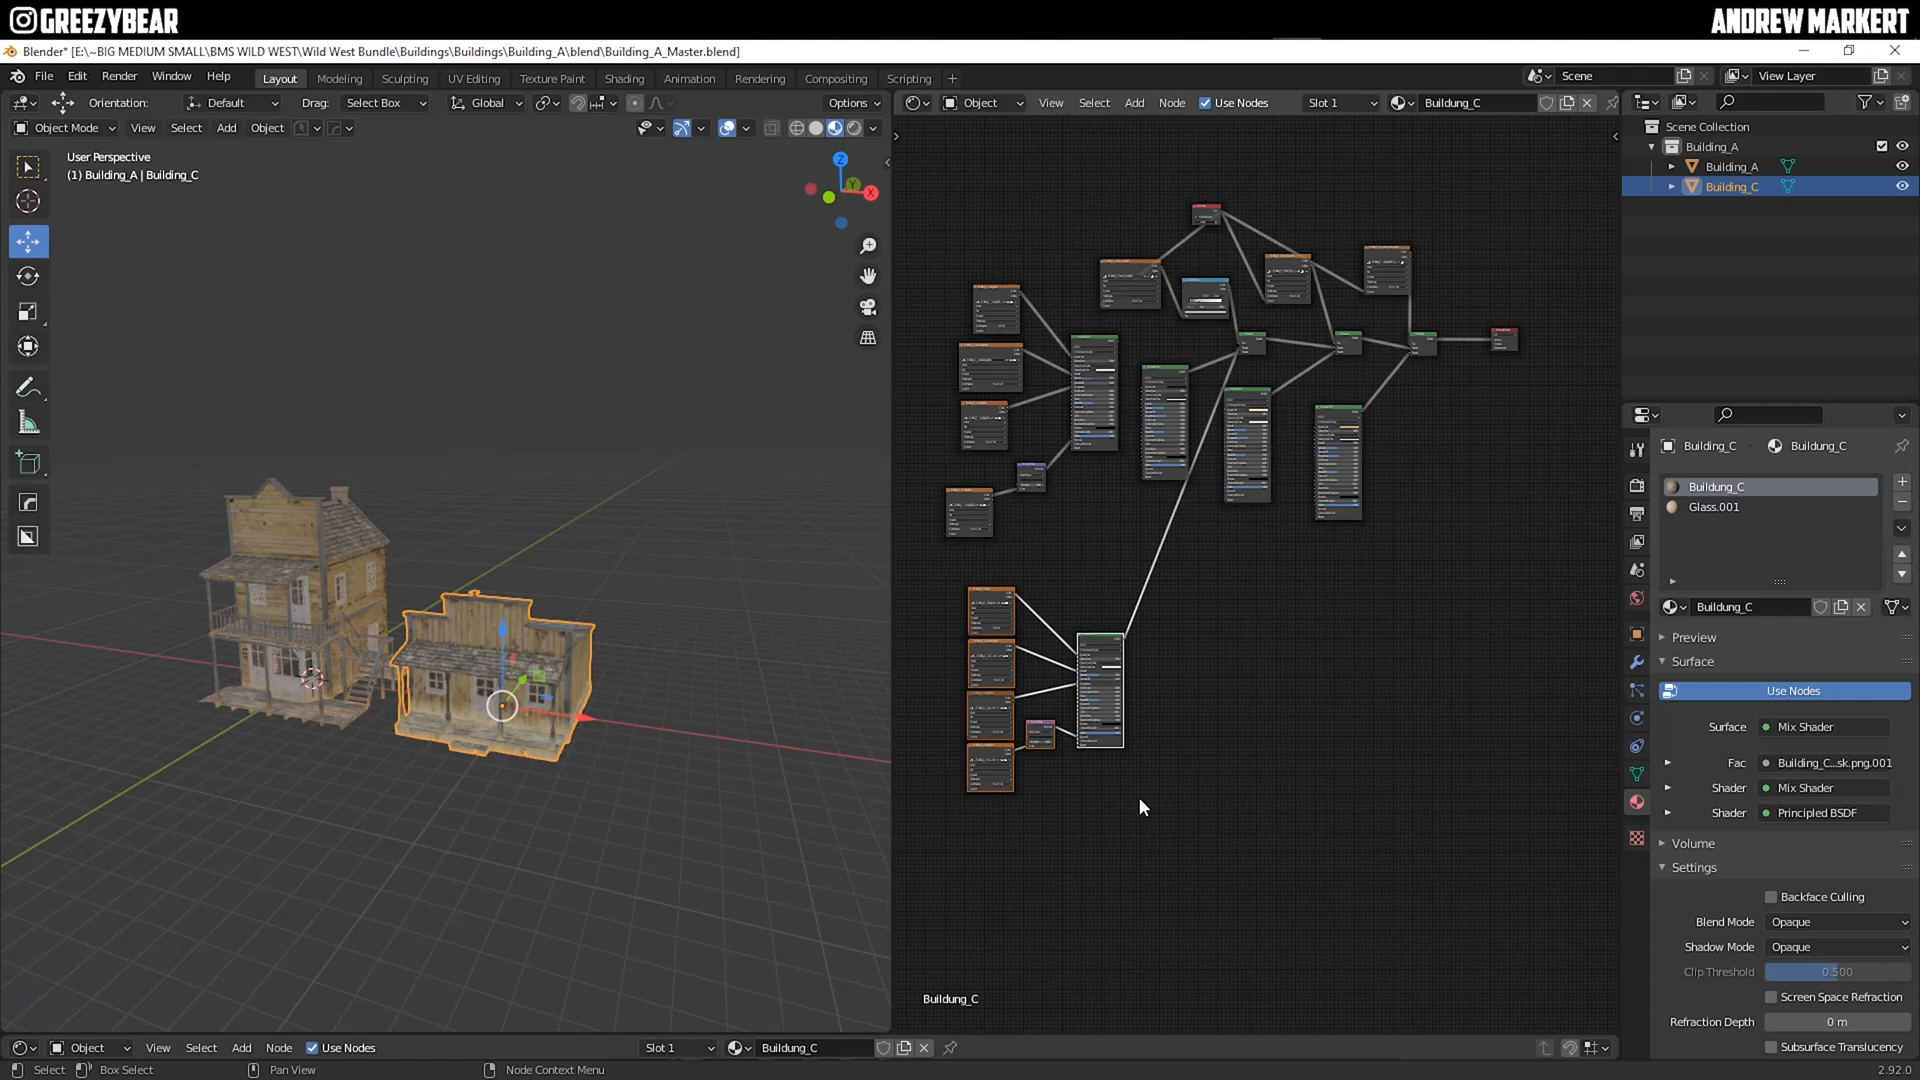 GREEZYBEAR
ANDREW MARKERT
Blender* [E:\~BIG MEDIUM SMALL\BMS WILD WEST\Wild West Bundle\Buildings\Buildings\Building_A\blend\Building_A_Master.blend]
File Edit Render Window Help Layout Modeling Sculpting UV Editing Texture Paint Shading Animation Rendering Compositing Scripting + Scene View Layer
Orientation: Default Drag: Select Box Global Options
Object View Select Add Node Use Nodes Slot 1 Buildung_C
Object Mode View Select Add Object
User Perspective
(1) Building_A | Building_C
Z
Y
X
Scene Collection
Building_A
Building_A
Building_C
Building_C Buildung_C
Buildung_C
Glass.001
Buildung_C
Preview
Surface
Use Nodes
Surface Mix Shader
Fac Building_C...sk.png.001
Shader Mix Shader
Shader Principled BSDF
Volume
Settings
Backface Culling
Blend Mode Opaque
Shadow Mode Opaque
Clip Threshold 0.500
Screen Space Refraction
Refraction Depth 0 m
Subsurface Translucency
Buildung_C
Object View Select Add Node Use Nodes Slot 1 Buildung_C
Select Box Select Pan View Node Context Menu 2.92.0